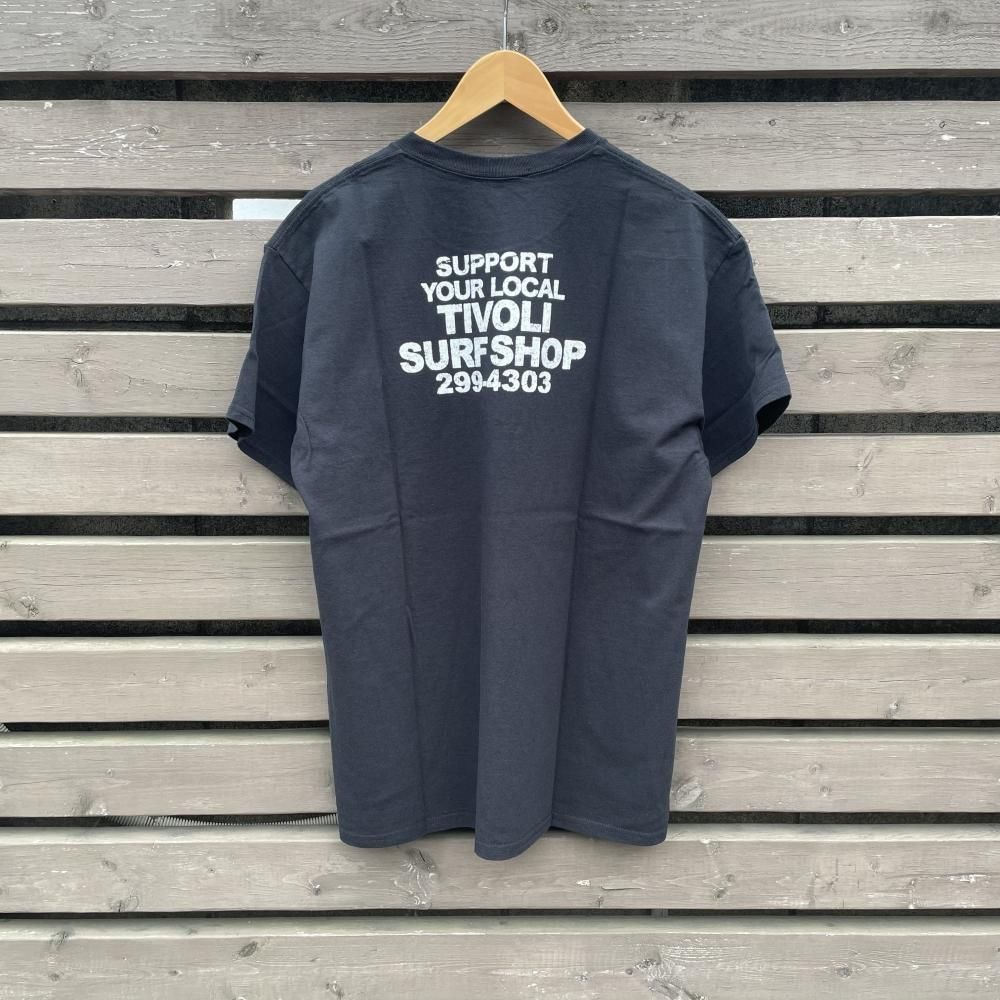 SUPPORT
YOUR LOCAL
TIVOLI
SURFSHOP
299-4303